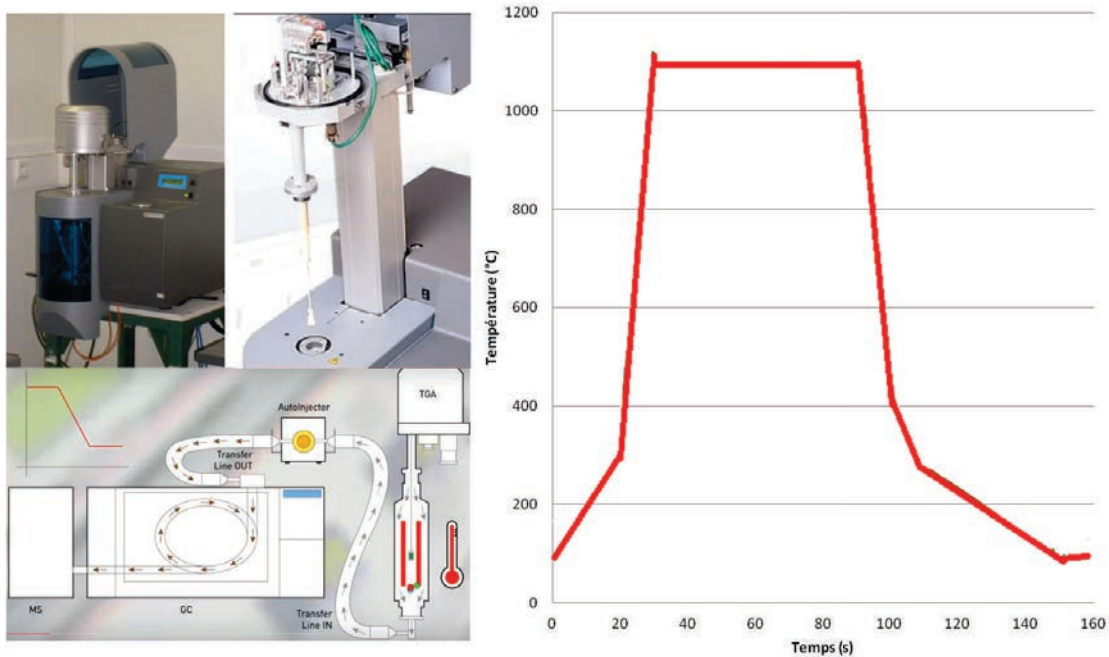 TGA
AutoInjector
Transfer
Line OUT
MS
GC
Transfer
Line IN
1200
1000
800
600
400
200
0
Température (°C)
0 20 40 60 80 100 120 140 160
Temps (s)